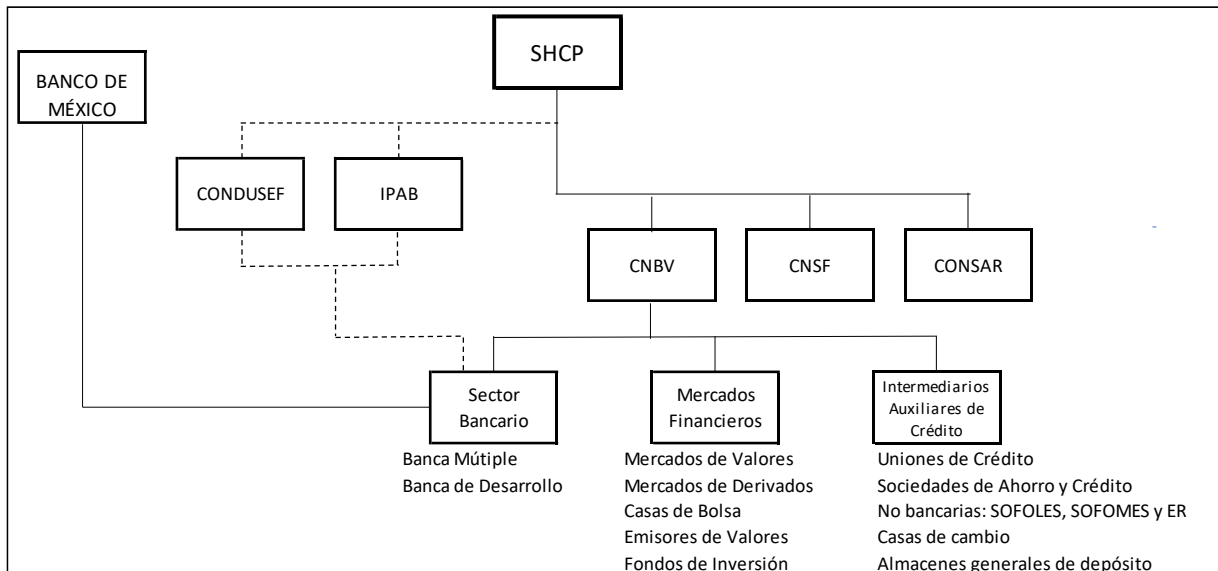 SHCP
BANCO DE
MÉXICO
CONDUSEF
IPAB
CNBV
CNSF
CONSAR
Sector
Bancario
Mercados
Financieros
Intermediarios
Auxiliares de
Crédito
Banca Mútiple
Banca de Desarrollo
Mercados de Valores
Mercados de Derivados
Casas de Bolsa
Emisores de Valores
Fondos de Inversión
Uniones de Crédito
Sociedades de Ahorro y Crédito
No bancarias: SOFOLES, SOFOMES y ER
Casas de cambio
Almacenes generales de depósito